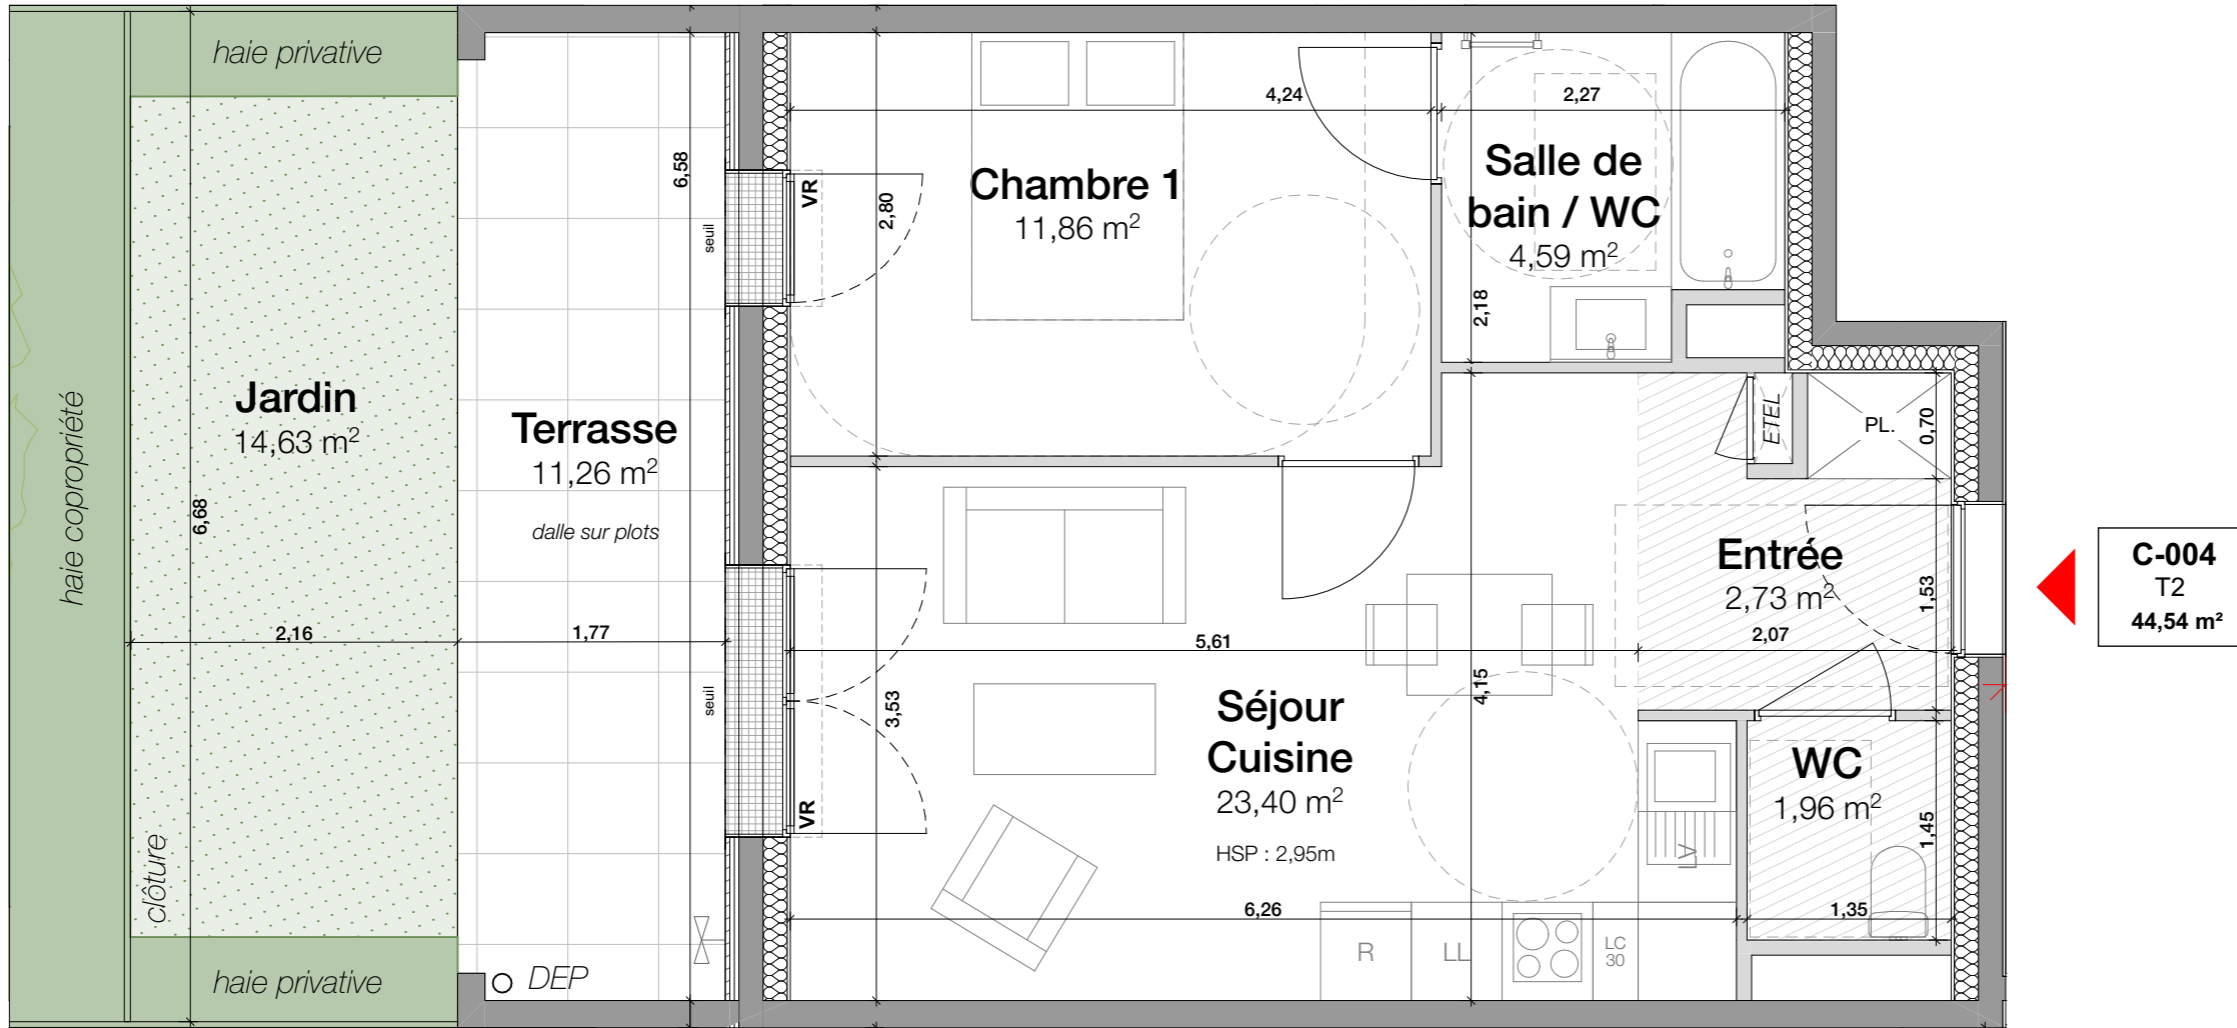 haie privative
haie copropriété
Jardin
14,63 m²
6,68
2,16
clôture
haie privative
Terrasse
11,26 m²
dalle sur plots
6,58
1,77
seuil
seuil
DEP
VR
VR
2,80
3,53
Chambre 1
11,86 m²
4,24
2,27
Salle de
bain / WC
4,59 m²
2,18
ETEL
PL.
0,70
Entrée
2,73 m²
1,53
2,07
5,61
4,15
Séjour
Cuisine
23,40 m²
HSP : 2,95m
6,26
R
LL
LC
30
LV
WC
1,96 m²
1,45
1,35
C-004
T2
44,54 m²